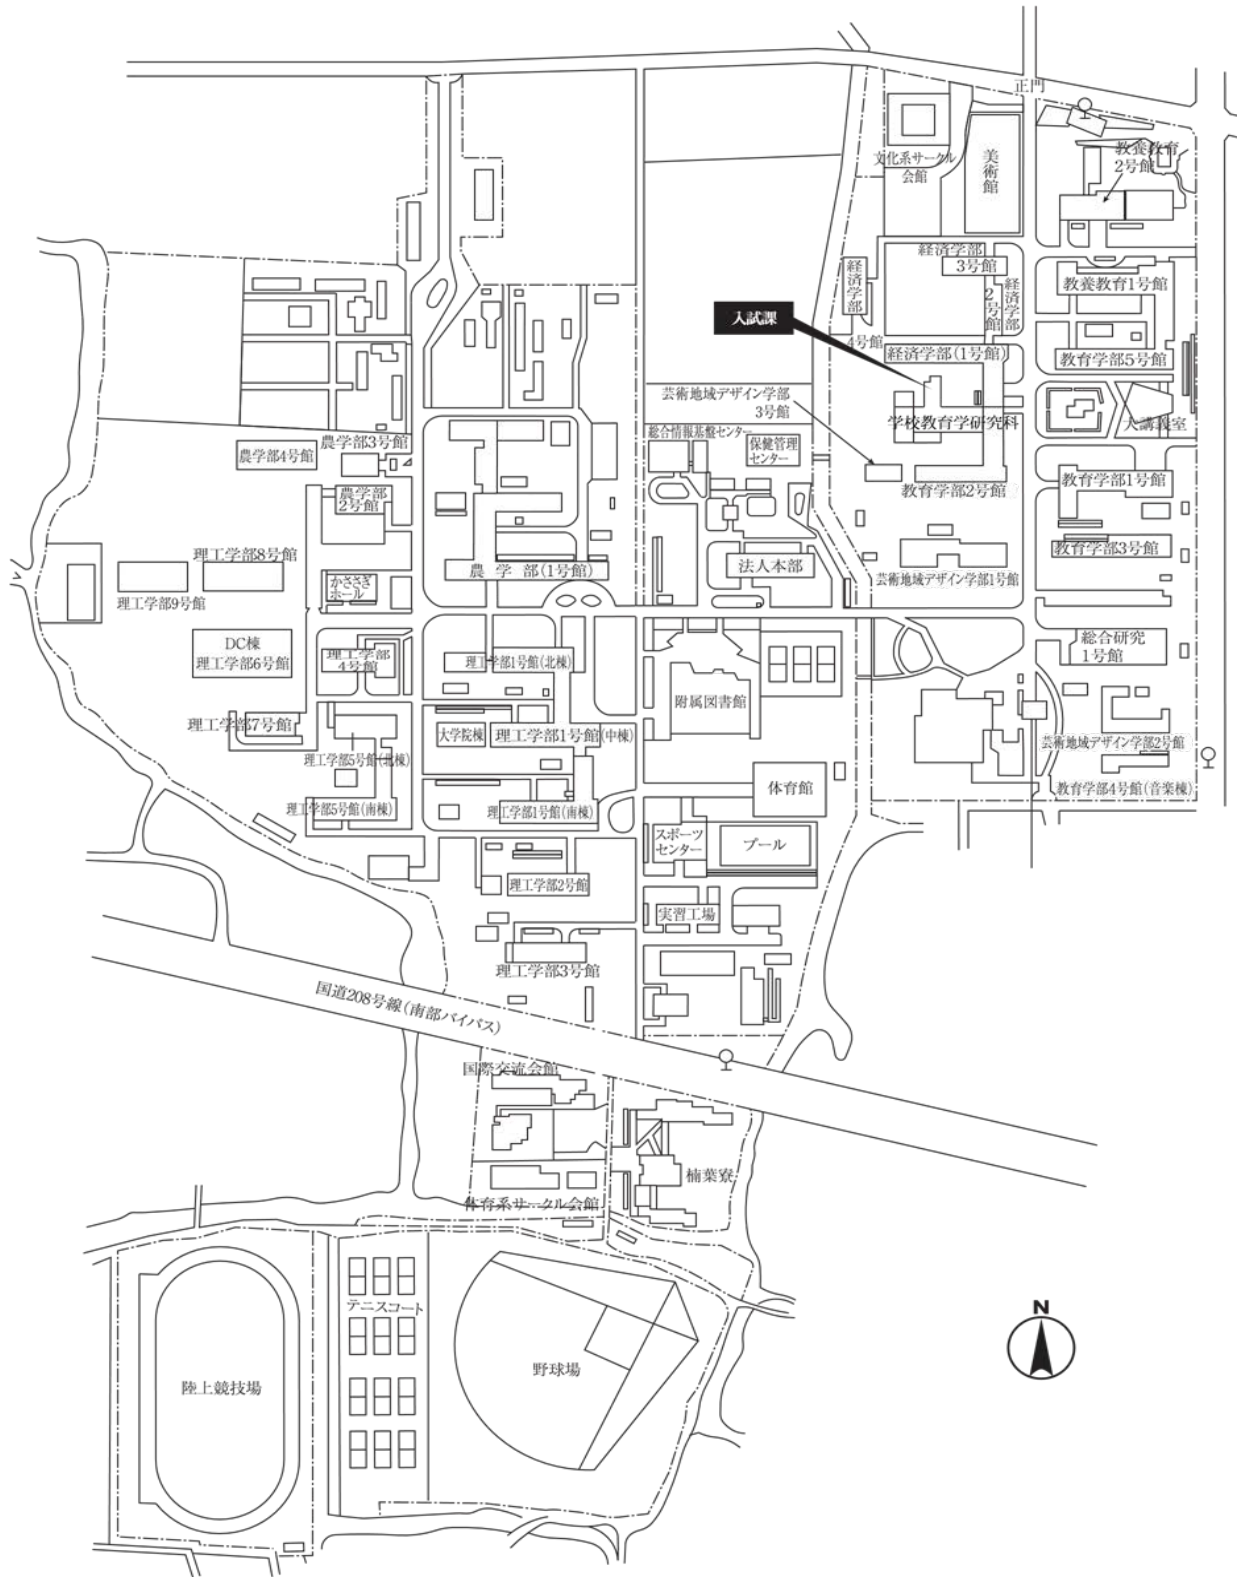 正門
教養教育
2号館
美術館
文化系サークル
会館
経済学部
3号館
経済学部
2号館
経済学部
4号館
教養教育1号館
入試課
経済学部(1号館)
教育学部5号館
芸術地域デザイン学部
3号館
学校教育学研究科
大講義室
総合情報基盤センター
保健管理
センター
農学部3号館
農学部4号館
農学部
2号館
教育学部2号館
教育学部1号館
理工学部8号館
農 学 部(1号館)
法人本部
芸術地域デザイン学部1号館
教育学部3号館
かささぎ
ホール
理工学部9号館
DC棟
理工学部6号館
理工学部
4号館
理工学部1号館(北棟)
総合研究
1号館
附属図書館
理工学部7号館
大学院棟
理工学部1号館(中棟)
芸術地域デザイン学部2号館
理工学部5号館(北棟)
体育館
教育学部4号館(音楽棟)
理工学部5号館(南棟)
理工学部1号館(南棟)
スポーツ
センター
プール
理工学部2号館
実習工場
理工学部3号館
国道208号線(南部バイパス)
国際交流会館
楠葉寮
体育系サークル会館
テニスコート
N
野球場
陸上競技場